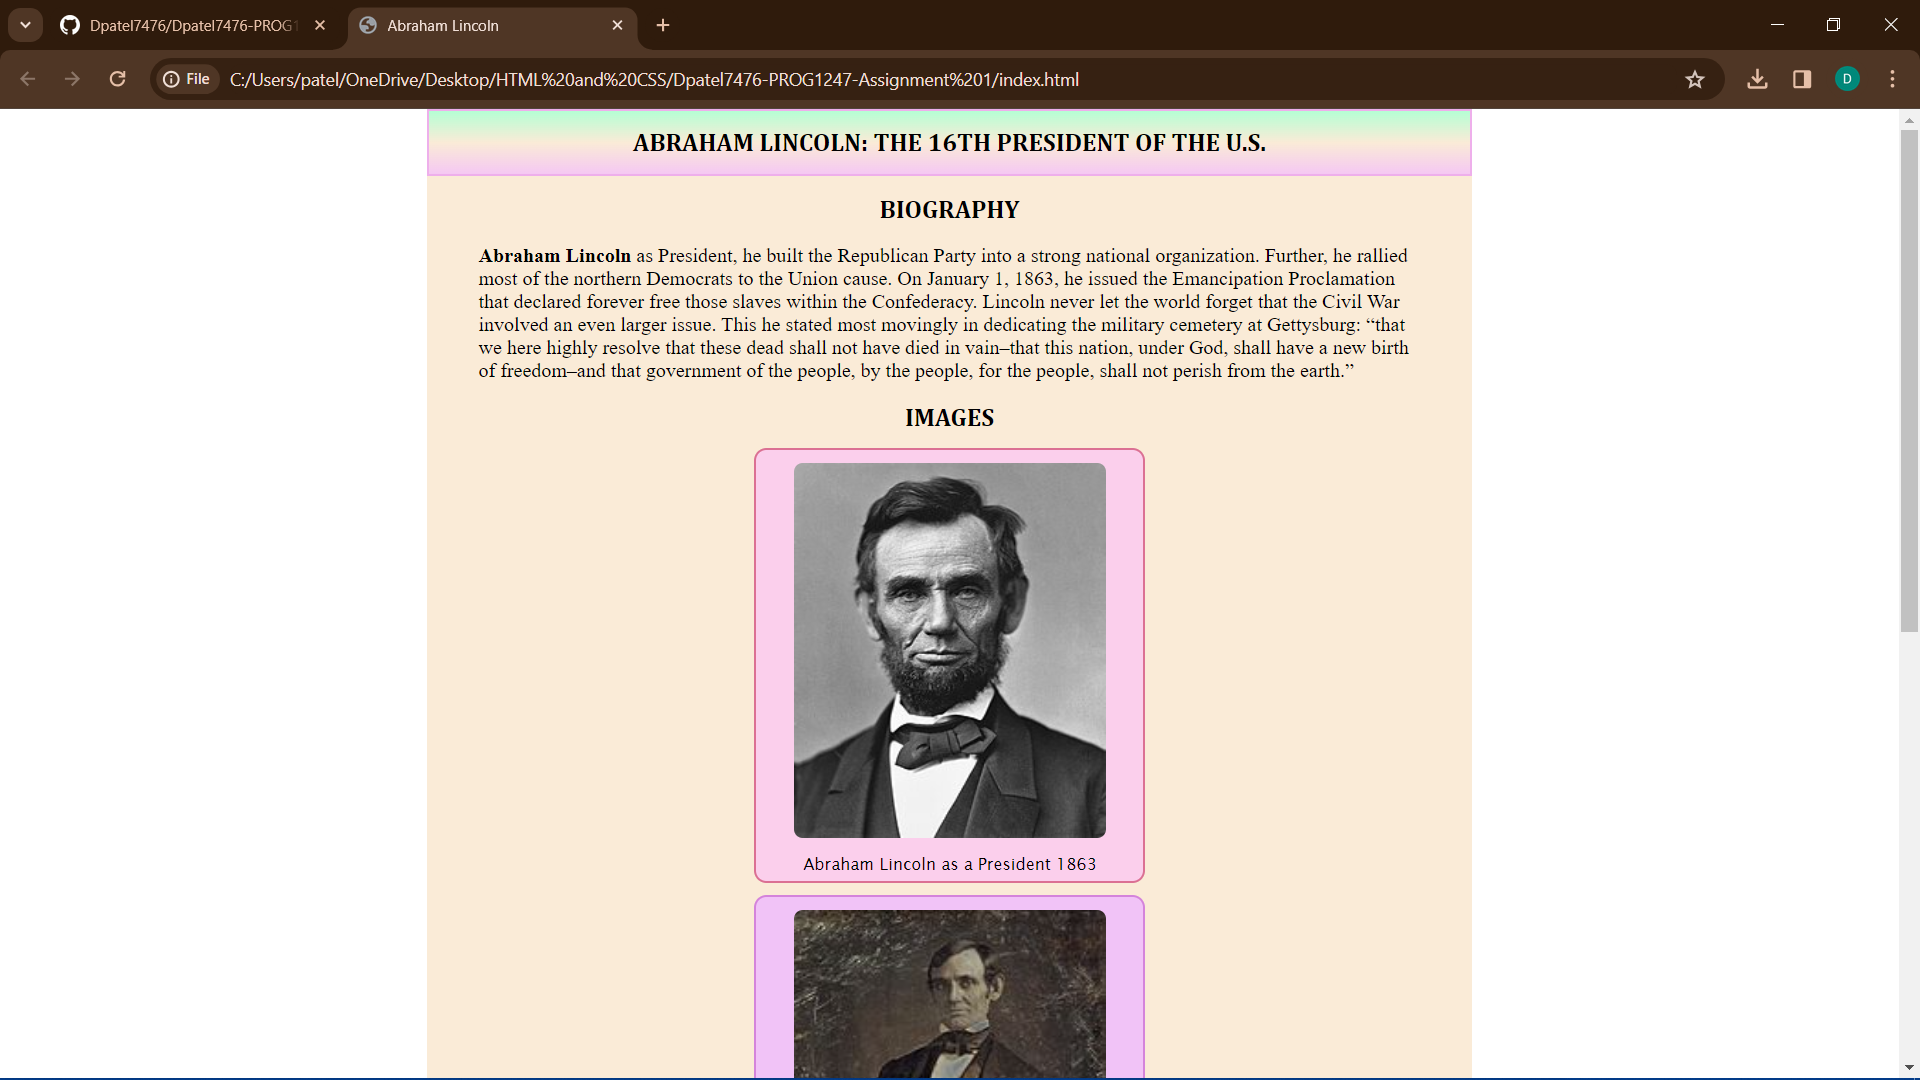 Dpatel7476/Dpatel7476-PROG1
Abraham Lincoln
File
C:/Users/patel/OneDrive/Desktop/HTML%20and%20CSS/Dpatel7476-PROG1247-Assignment%201/index.html
D
ABRAHAM LINCOLN: THE 16TH PRESIDENT OF THE U.S.
BIOGRAPHY
Abraham Lincoln as President, he built the Republican Party into a strong national organization. Further, he rallied
most of the northern Democrats to the Union cause. On January 1, 1863, he issued the Emancipation Proclamation
that declared forever free those slaves within the Confederacy. Lincoln never let the world forget that the Civil War
involved an even larger issue. This he stated most movingly in dedicating the military cemetery at Gettysburg: “that
we here highly resolve that these dead shall not have died in vain–that this nation, under God, shall have a new birth
of freedom–and that government of the people, by the people, for the people, shall not perish from the earth.”
IMAGES
Abraham Lincoln as a President 1863